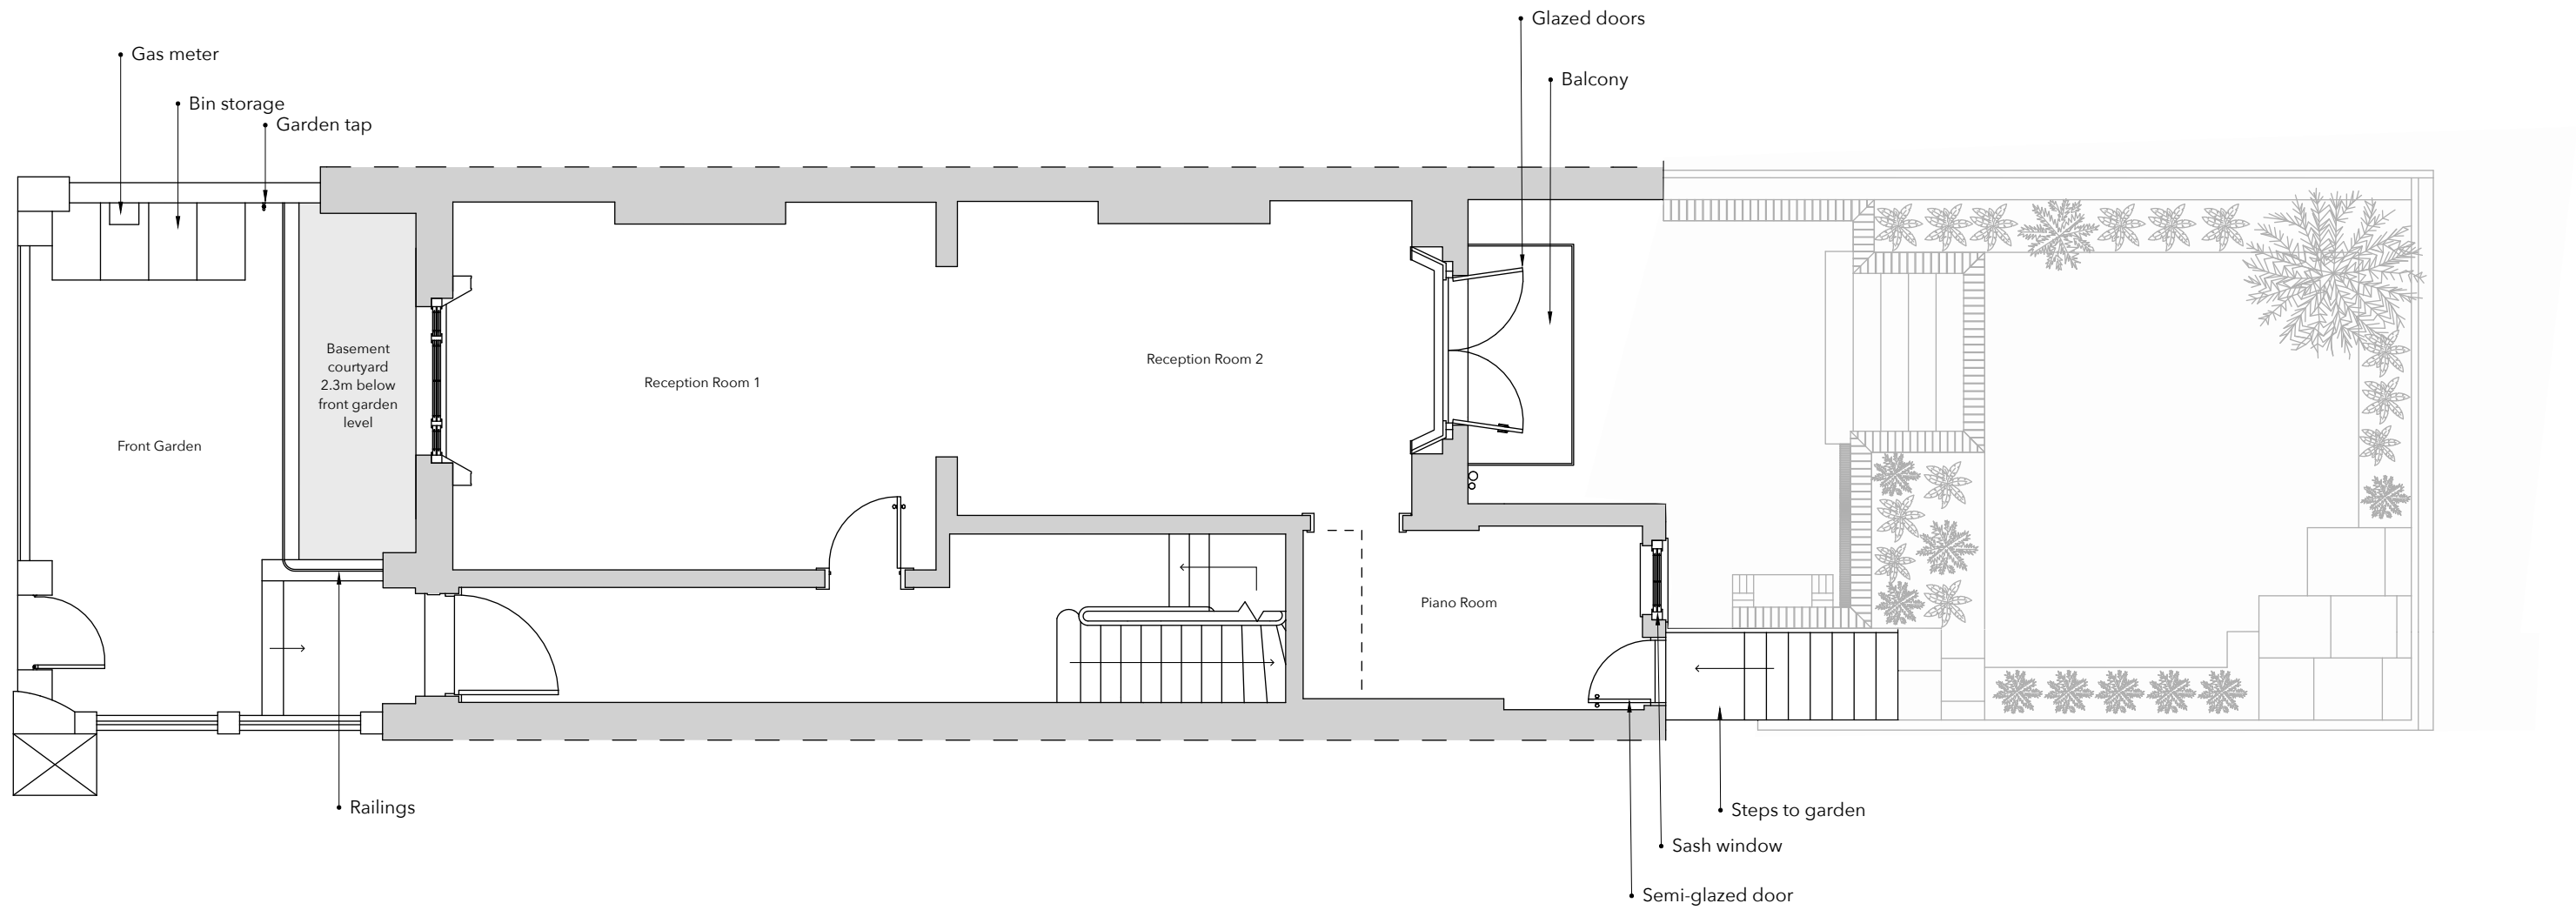 Glazed doors
Gas meter
Balcony
Bin storage
Garden tap
Basement
courtyard
2.3m below
front garden
level
Reception Room 1
Reception Room 2
Front Garden
Piano Room
Railings
Steps to garden
Sash window
Semi-glazed door